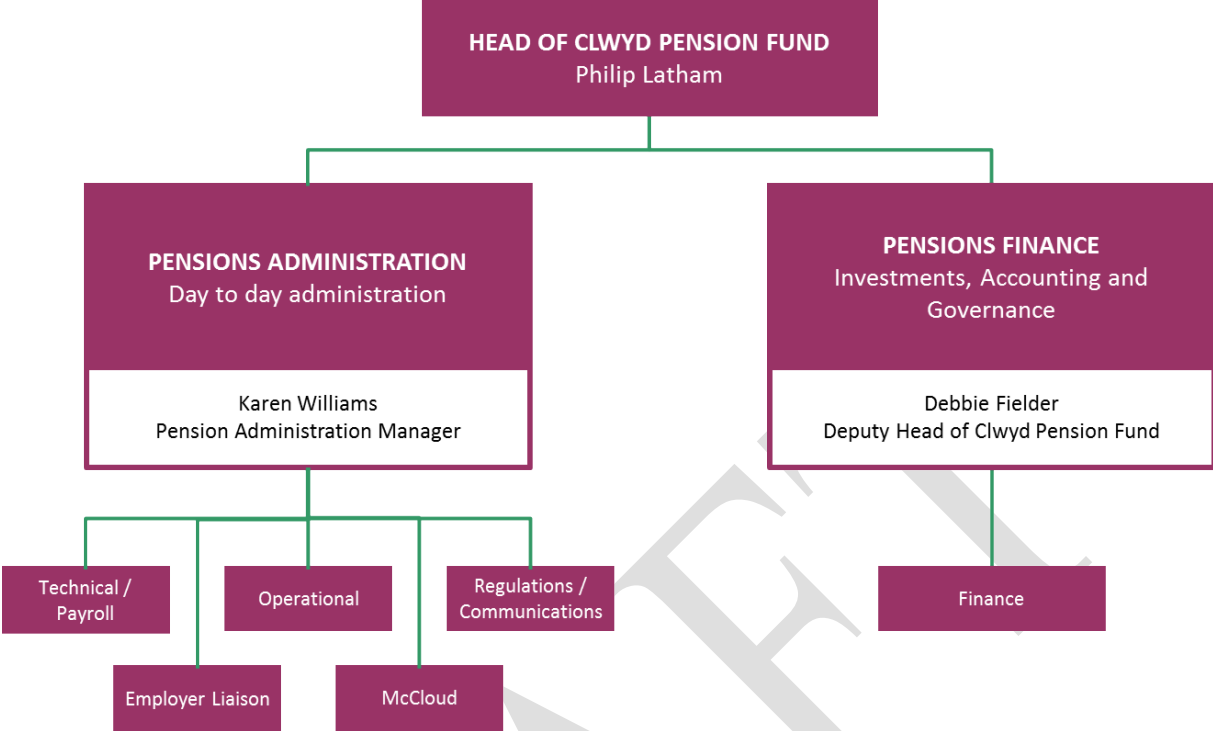 HEAD OF CLWYD PENSION FUND
Philip Latham
PENSIONS ADMINISTRATION
Day to day administration
Karen Williams
Pension Administration Manager
PENSIONS FINANCE
Investments, Accounting and
Governance
Debbie Fielder
Deputy Head of Clwyd Pension Fund
Technical /
Payroll
Operational
Regulations /
Communications
Employer Liaison
McCloud
Finance